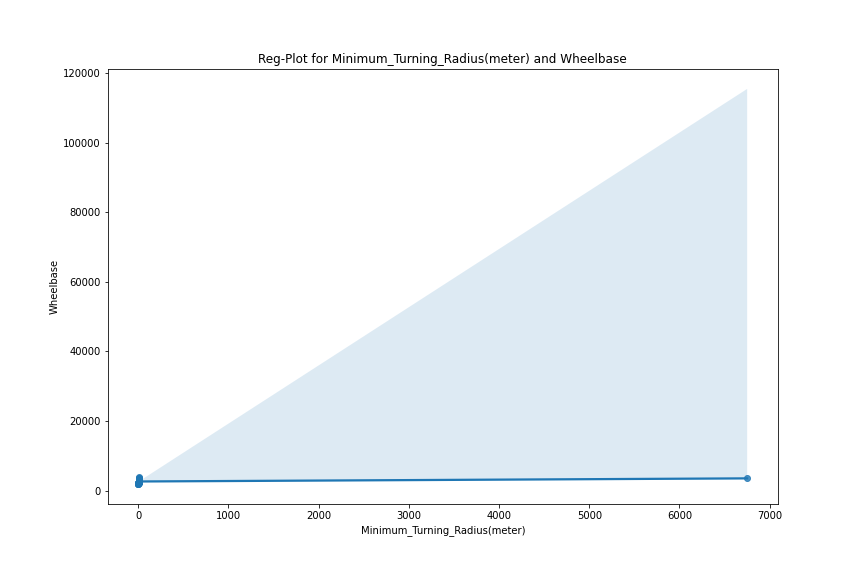 Reg-Plot for Minimum_Turning_Radius(meter) and Wheelbase
120000
100000
80000
60000
40000
20000
0
Wheelbase
0 1000 2000 3000 4000 5000 6000 7000
Minimum_Turning_Radius(meter)